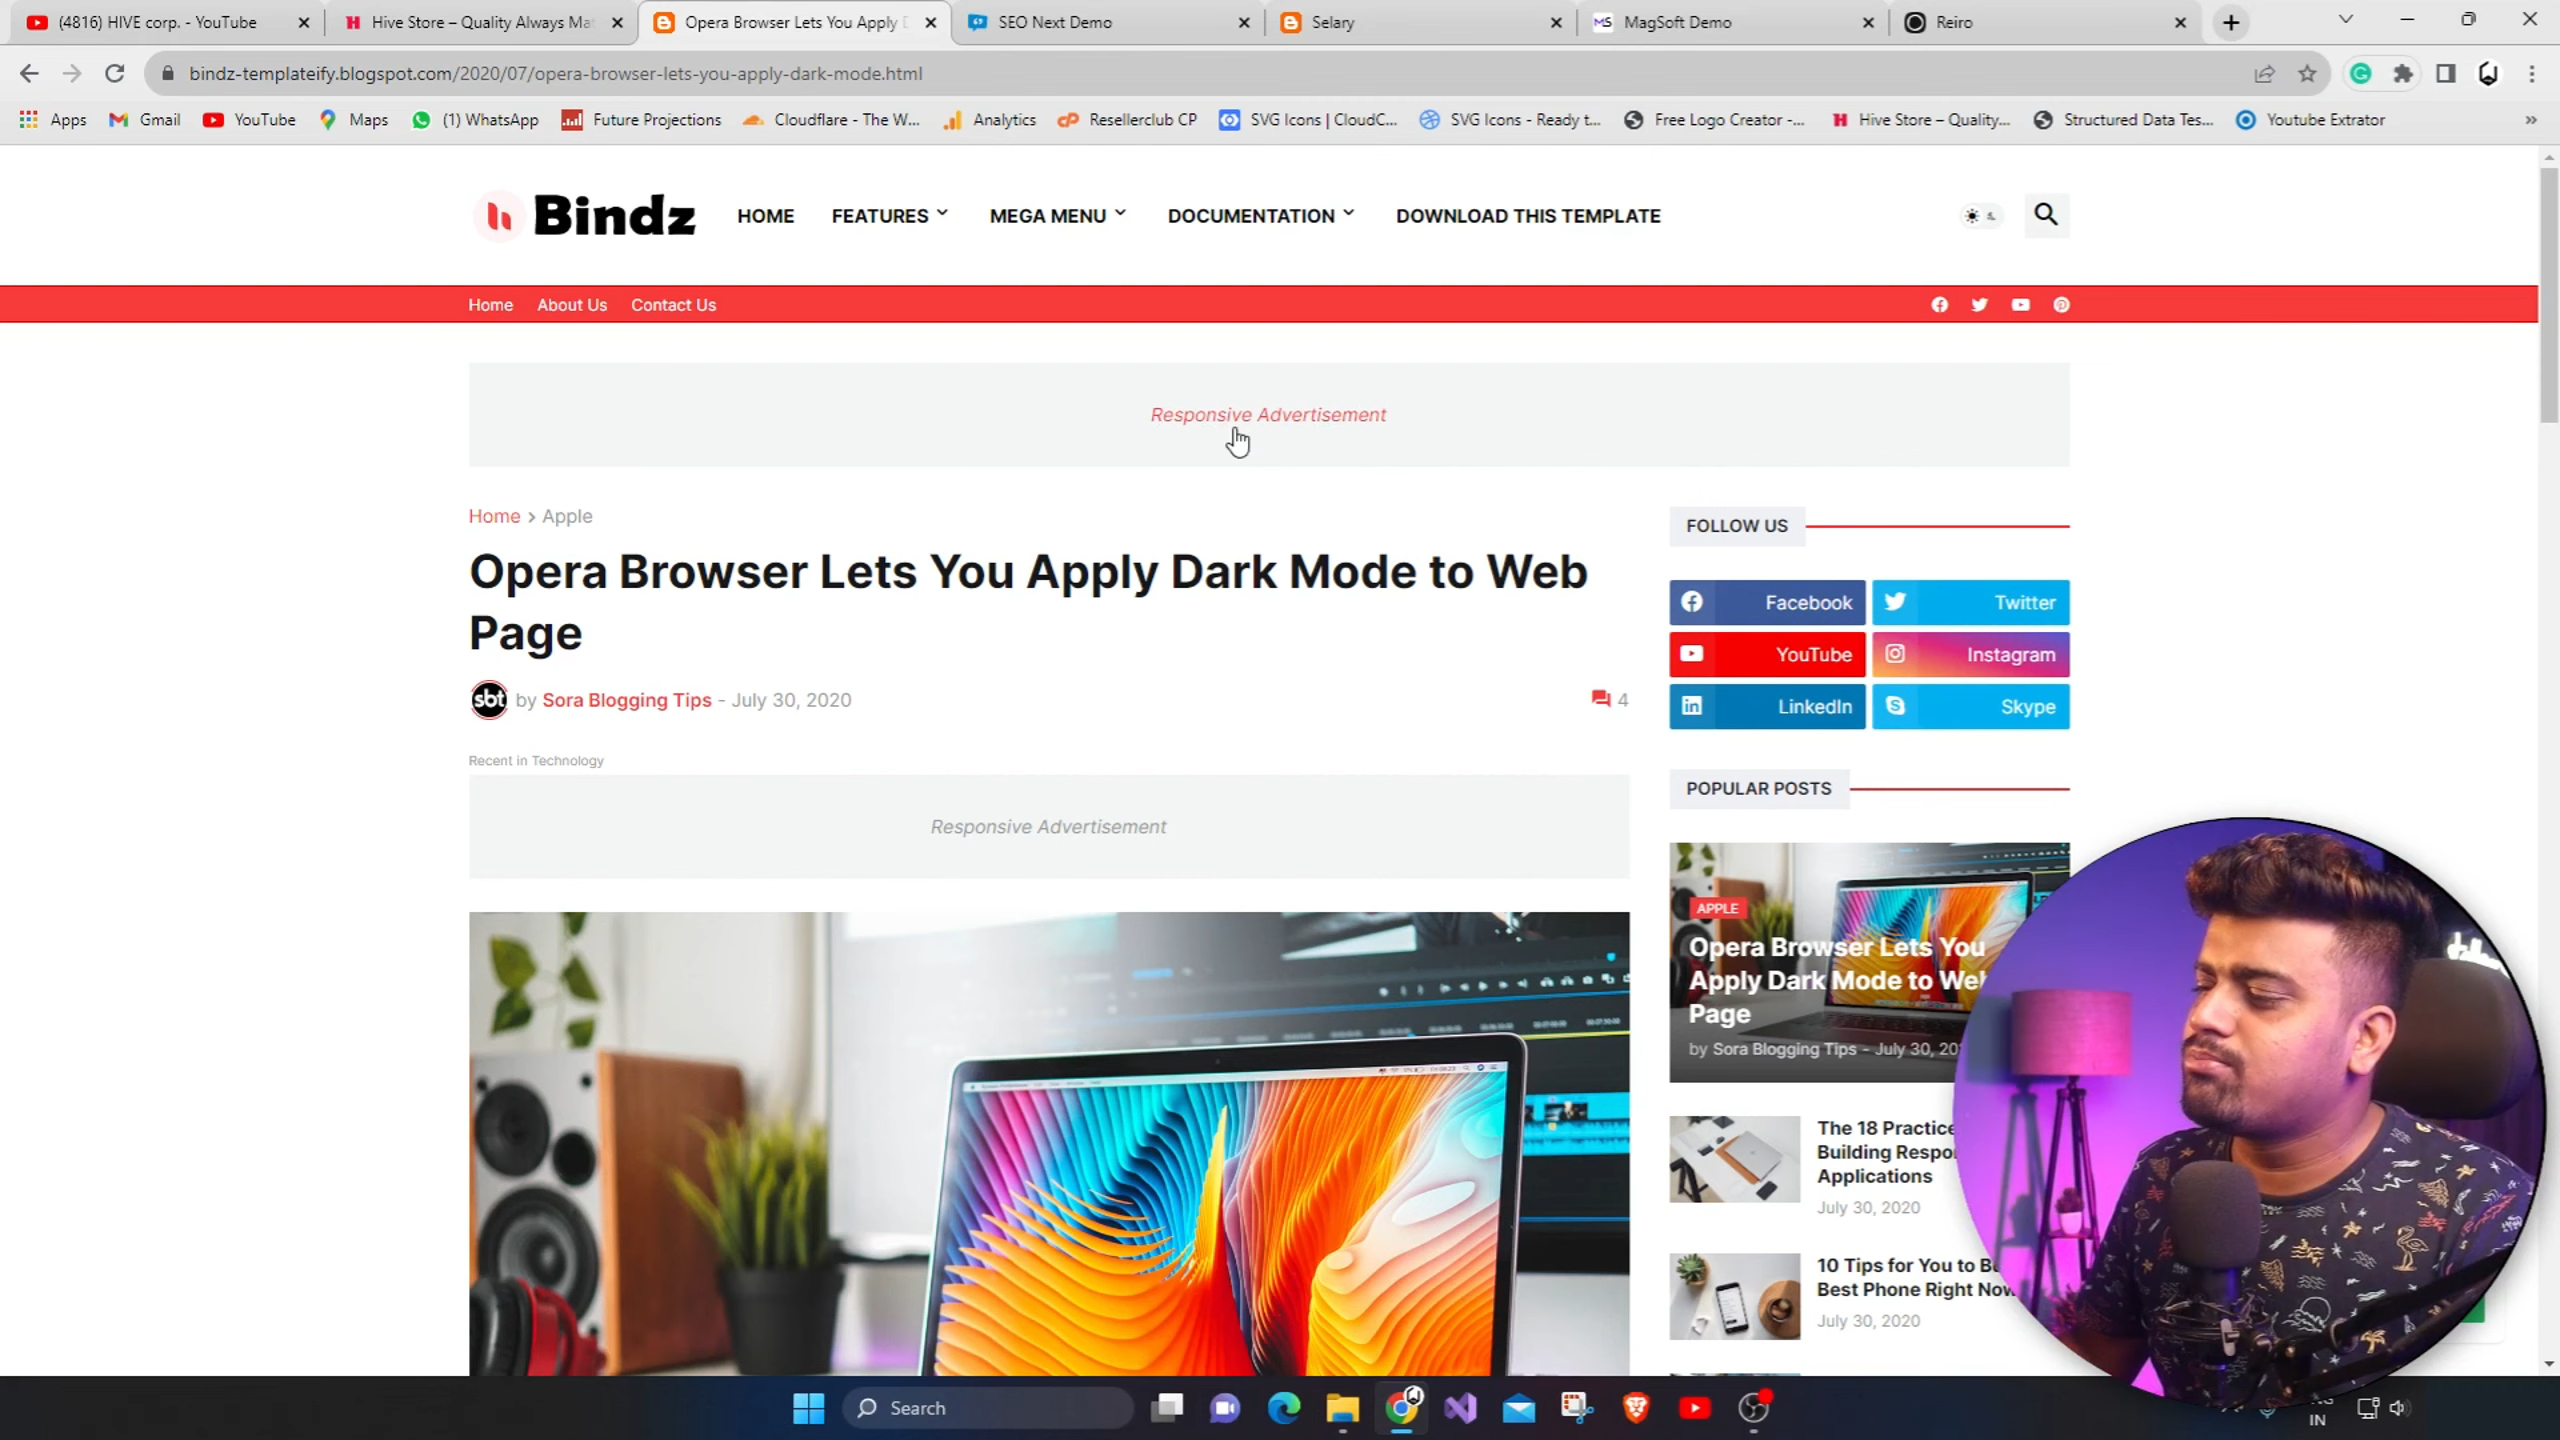 (4816) HIVE corp. - YouTube
Hive Store – Quality Always Ma
Opera Browser Lets You Apply D
SEO Next Demo
Selary
MS MagSoft Demo
Reiro
bindz-templateify.blogspot.com/2020/07/opera-browser-lets-you-apply-dark-mode.html
Apps
Gmail
YouTube
Maps
(1) WhatsApp
Future Projections
Cloudflare - The W...
Analytics
Resellerclub CP
SVG Icons | CloudC...
SVG Icons - Ready t...
Free Logo Creator -...
Hive Store – Quality...
Structured Data Tes...
Youtube Extrator
»
Bindz
HOME
FEATURES
MEGA MENU
DOCUMENTATION
DOWNLOAD THIS TEMPLATE
Home
About Us
Contact Us
Responsive Advertisement
Home > Apple
Opera Browser Lets You Apply Dark Mode to Web
Page
sbt by Sora Blogging Tips - July 30, 2020
4
Recent in Technology
Responsive Advertisement
FOLLOW US
Facebook
Twitter
YouTube
Instagram
LinkedIn
Skype
POPULAR POSTS
APPLE
Opera Browser Lets You
Apply Dark Mode to Web
Page
by Sora Blogging Tips - July 30, 20
The 18 Practice
Building Respo
Applications
July 30, 2020
10 Tips for You to B
Best Phone Right Now
July 30, 2020
Search
IN